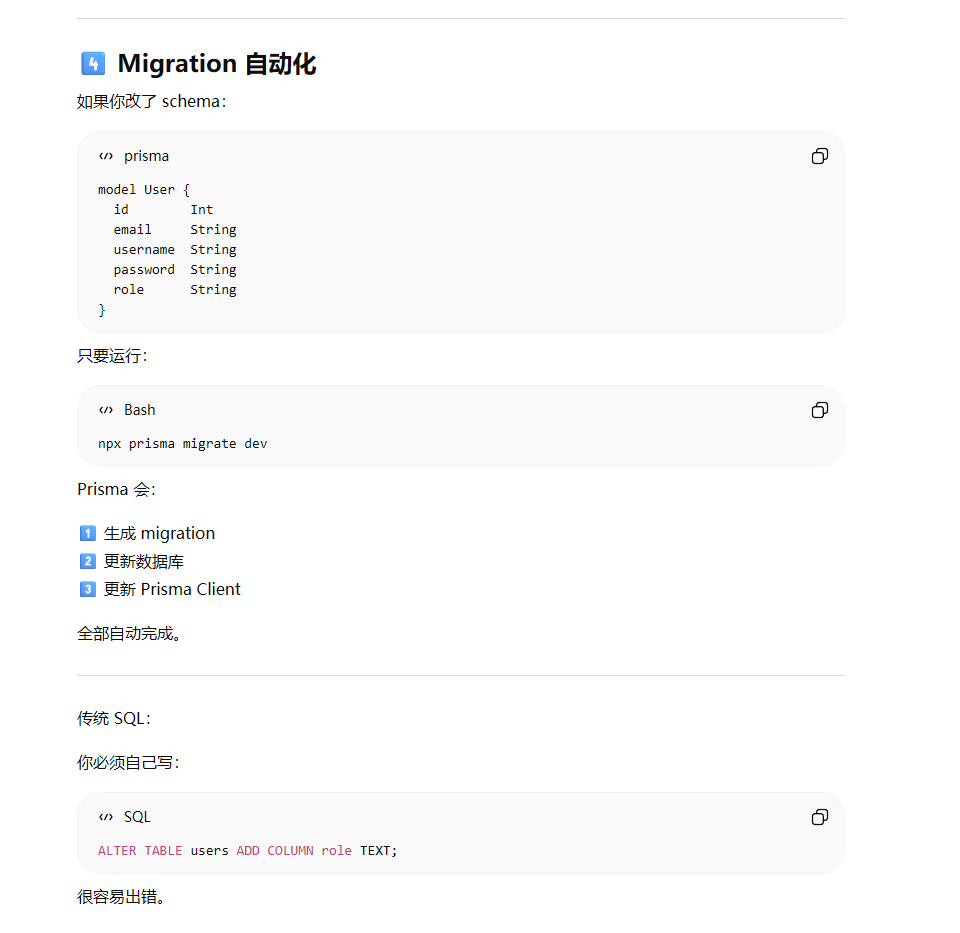 4️⃣ Migration 自动化
如果你改了 schema：
prisma
model User {
  id        Int
  email     String
  username  String
  password  String
  role      String
}
只要运行：
Bash
npx prisma migrate dev
Prisma 会：
1️⃣ 生成 migration
2️⃣ 更新数据库
3️⃣ 更新 Prisma Client
全部自动完成。
传统 SQL：
你必须自己写：
SQL
ALTER TABLE users ADD COLUMN role TEXT;
很容易出错。